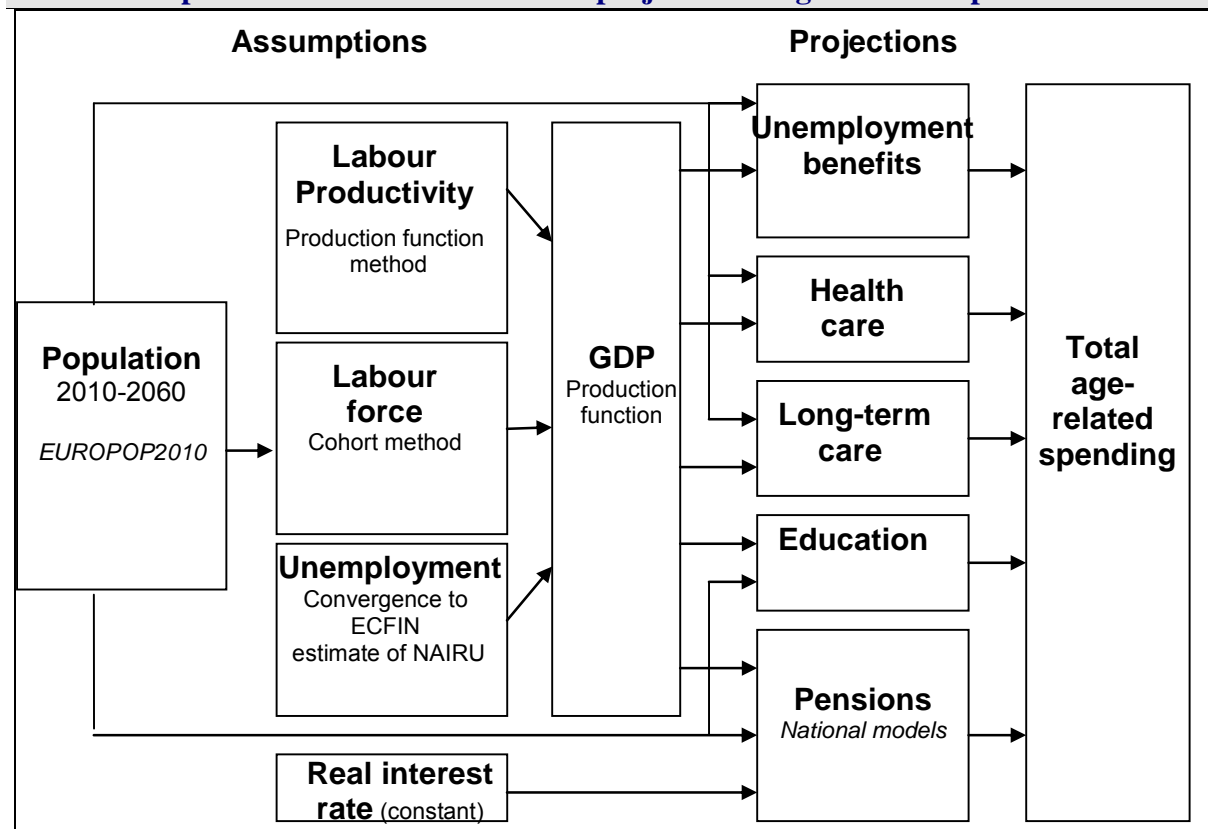 Assumptions
Projections
Labour
Productivity
Production function
method
Population
2010-2060
EUROPOP2010
Labour
force
Cohort method
Unemployment
Convergence to
ECFIN
estimate of NAIRU
Real interest
rate (constant)
GDP
Production
function
Unemployment
benefits
Health
care
Long-term
care
Education
Pensions
National models
Total
age-
related
spending